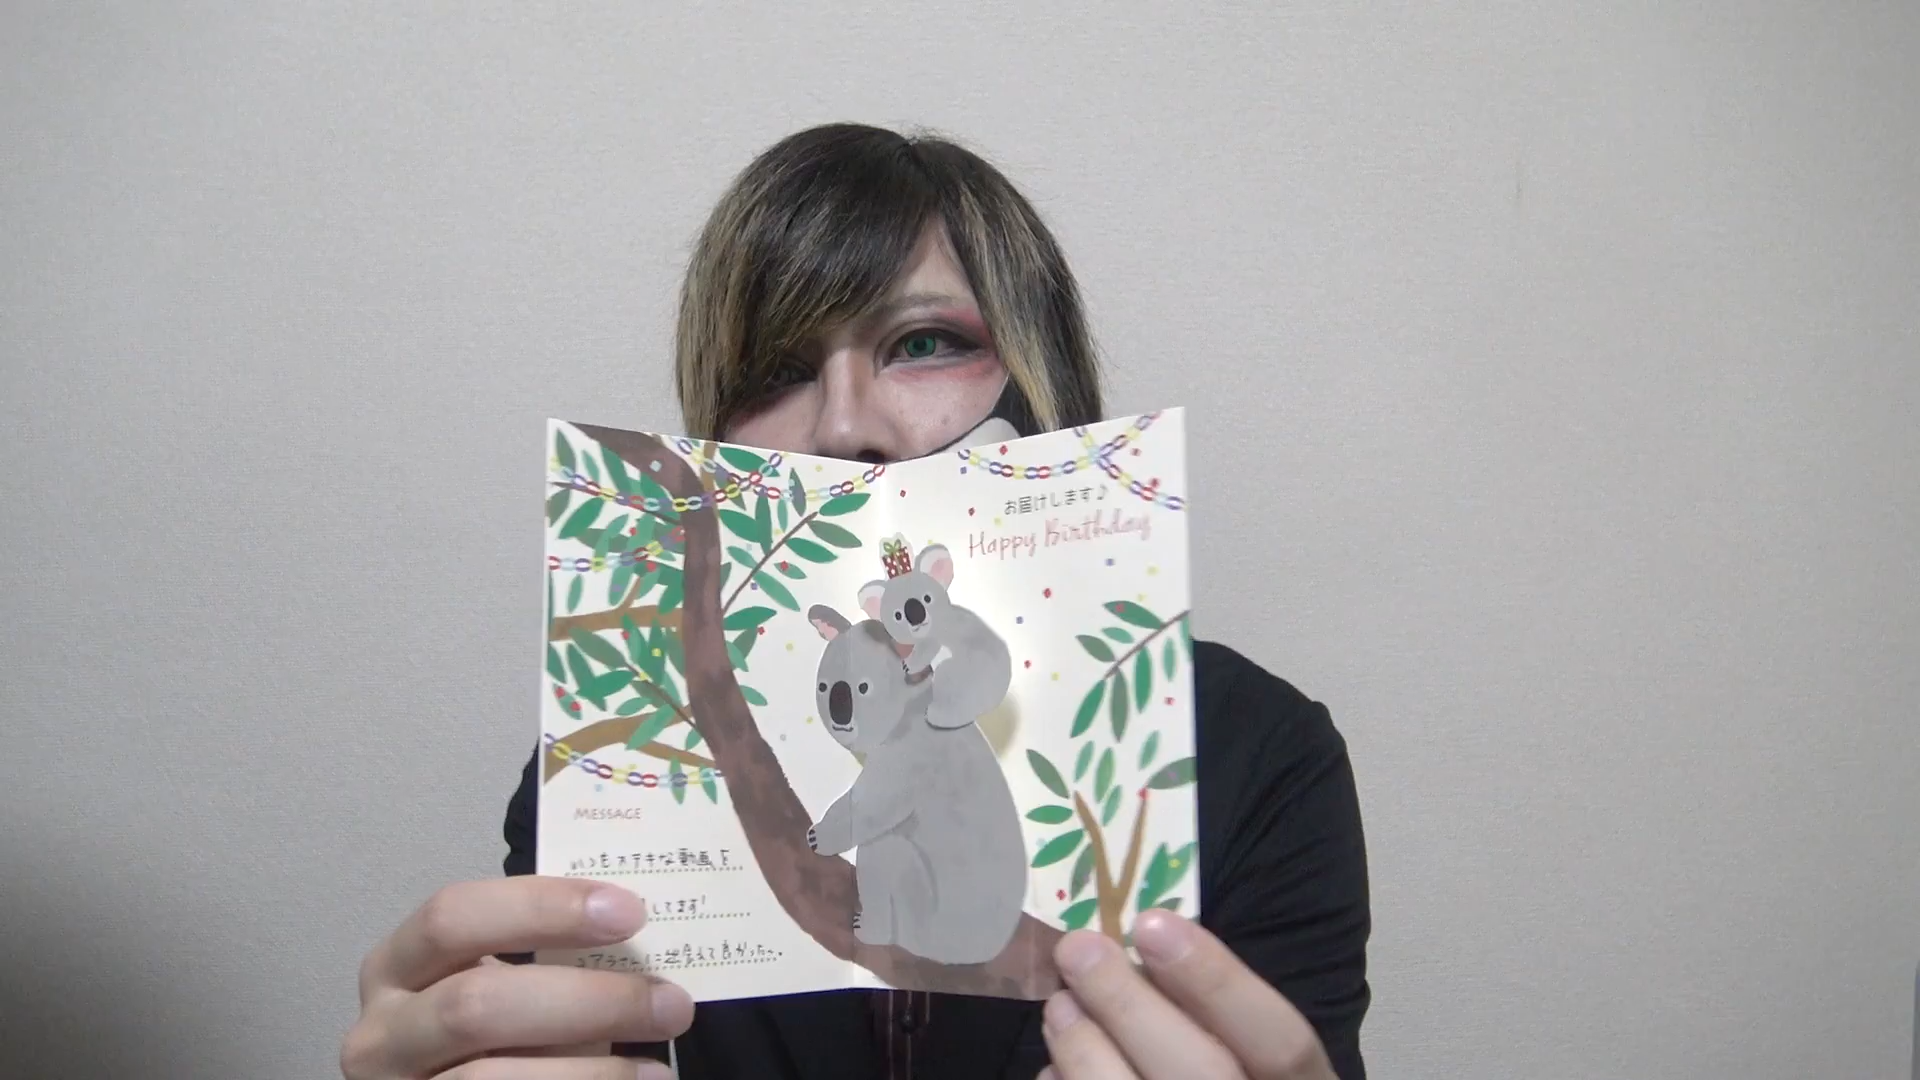 お届けします♪
Happy Birthday
MESSAGE
いつもステキな動画を
してます!
コアラさんに出会えて良かった。